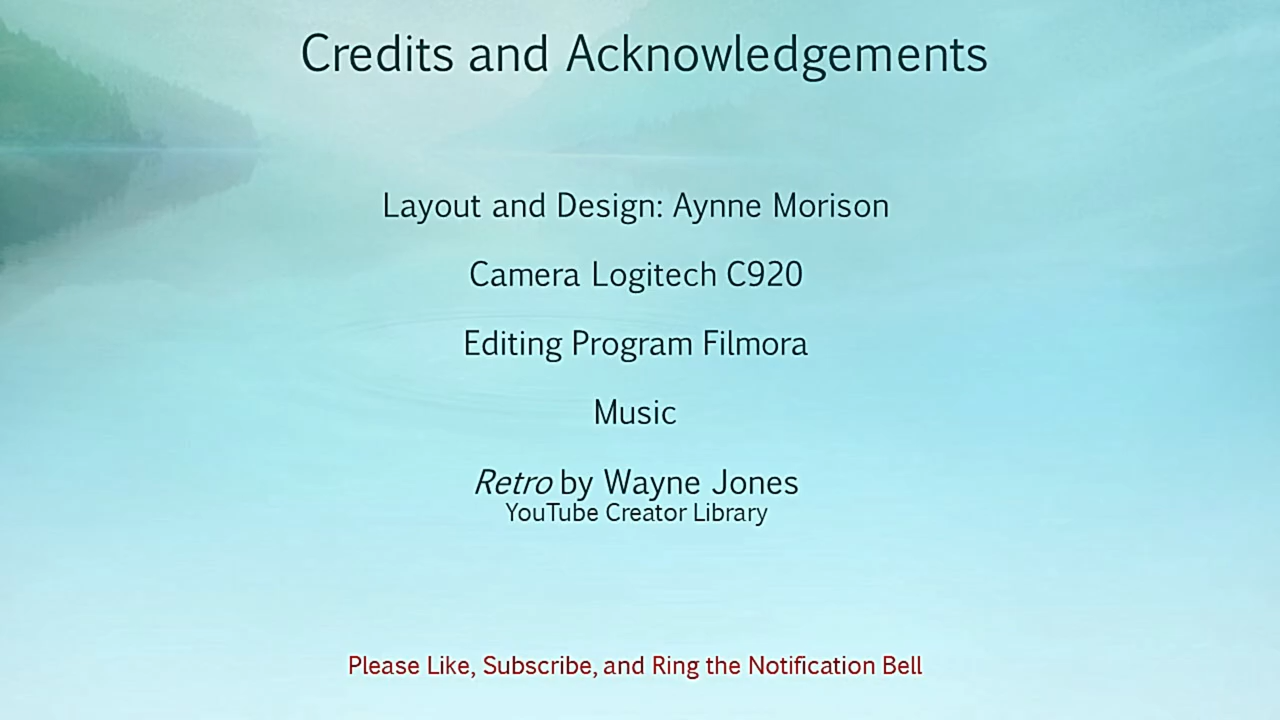 Credits and Acknowledgements
Layout and Design: Aynne Morison
Camera Logitech C920
Editing Program Filmora
Music
Retro by Wayne Jones
YouTube Creator Library
Please Like, Subscribe, and Ring the Notification Bell